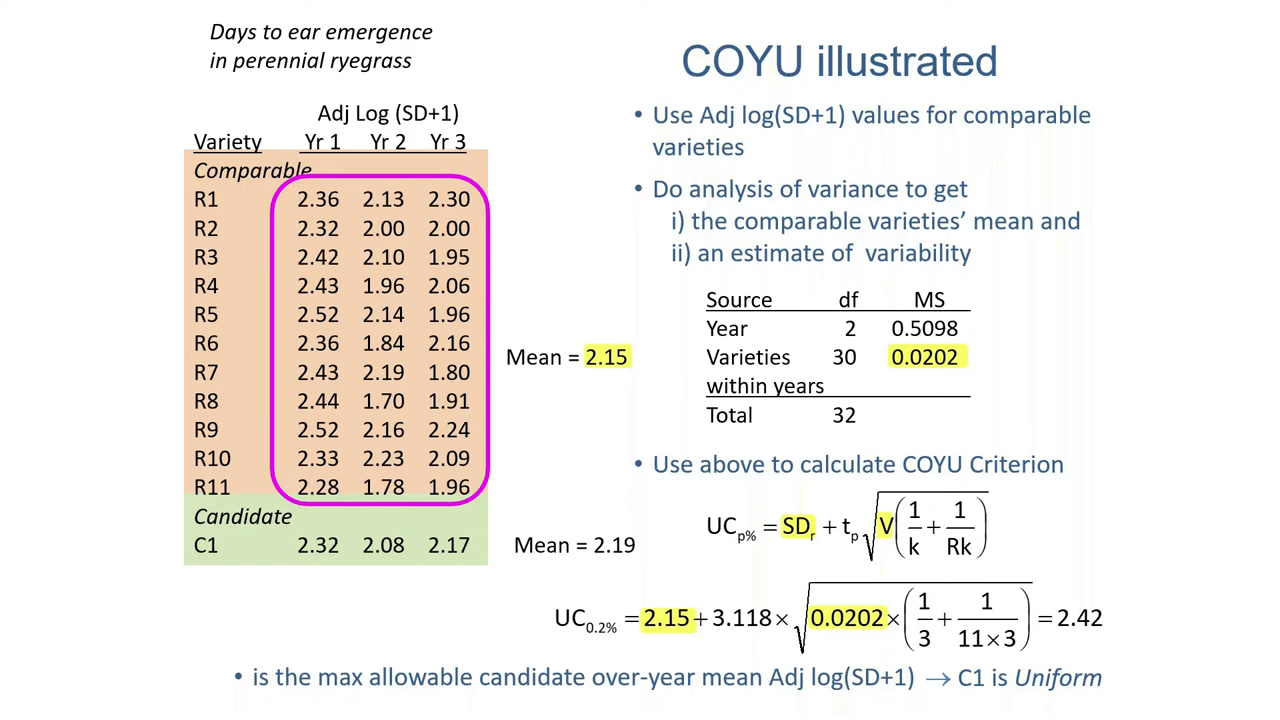 Days to ear emergence
in perennial ryegrass
COYU illustrated
Adj Log (SD+1)
Variety Yr 1 Yr 2 Yr 3
Comparable
R1 2.36 2.13 2.30
R2 2.32 2.00 2.00
R3 2.42 2.10 1.95
R4 2.43 1.96 2.06
R5 2.52 2.14 1.96
R6 2.36 1.84 2.16
R7 2.43 2.19 1.80
R8 2.44 1.70 1.91
R9 2.52 2.16 2.24
R10 2.33 2.23 2.09
R11 2.28 1.78 1.96
Candidate
C1 2.32 2.08 2.17
Mean = 2.15
Mean = 2.19
• Use Adj log(SD+1) values for comparable
varieties
• Do analysis of variance to get
i) the comparable varieties’ mean and
ii) an estimate of variability
Source df MS
Year 2 0.5098
Varieties 30 0.0202
within years
Total 32
• Use above to calculate COYU Criterion
UCp% = SDr + tp √V(1/k + 1/Rk)
UC0.2% = 2.15 + 3.118 × √0.0202 × (1/3 + 1/11×3) = 2.42
• is the max allowable candidate over-year mean Adj log(SD+1) → C1 is Uniform